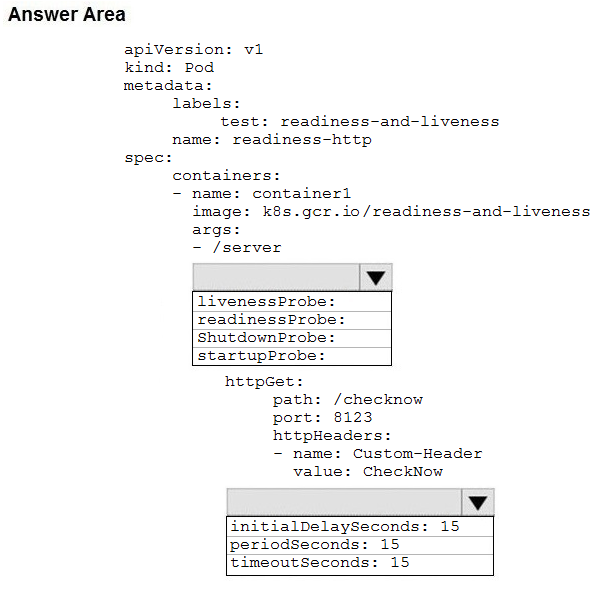 Answer Area
apiVersion: v1
kind: Pod
metadata:
labels:
test: readiness-and-liveness
name: readiness-http
spec:
containers:
- name: container1
image: k8s.gcr.io/readiness-and-liveness
args:
- /server
livenessProbe:
readinessProbe:
ShutdownProbe:
startupProbe:
httpGet:
path: /checknow
port: 8123
httpHeaders:
- name: Custom-Header
value: CheckNow
initialDelaySeconds: 15
periodSeconds: 15
timeoutSeconds: 15